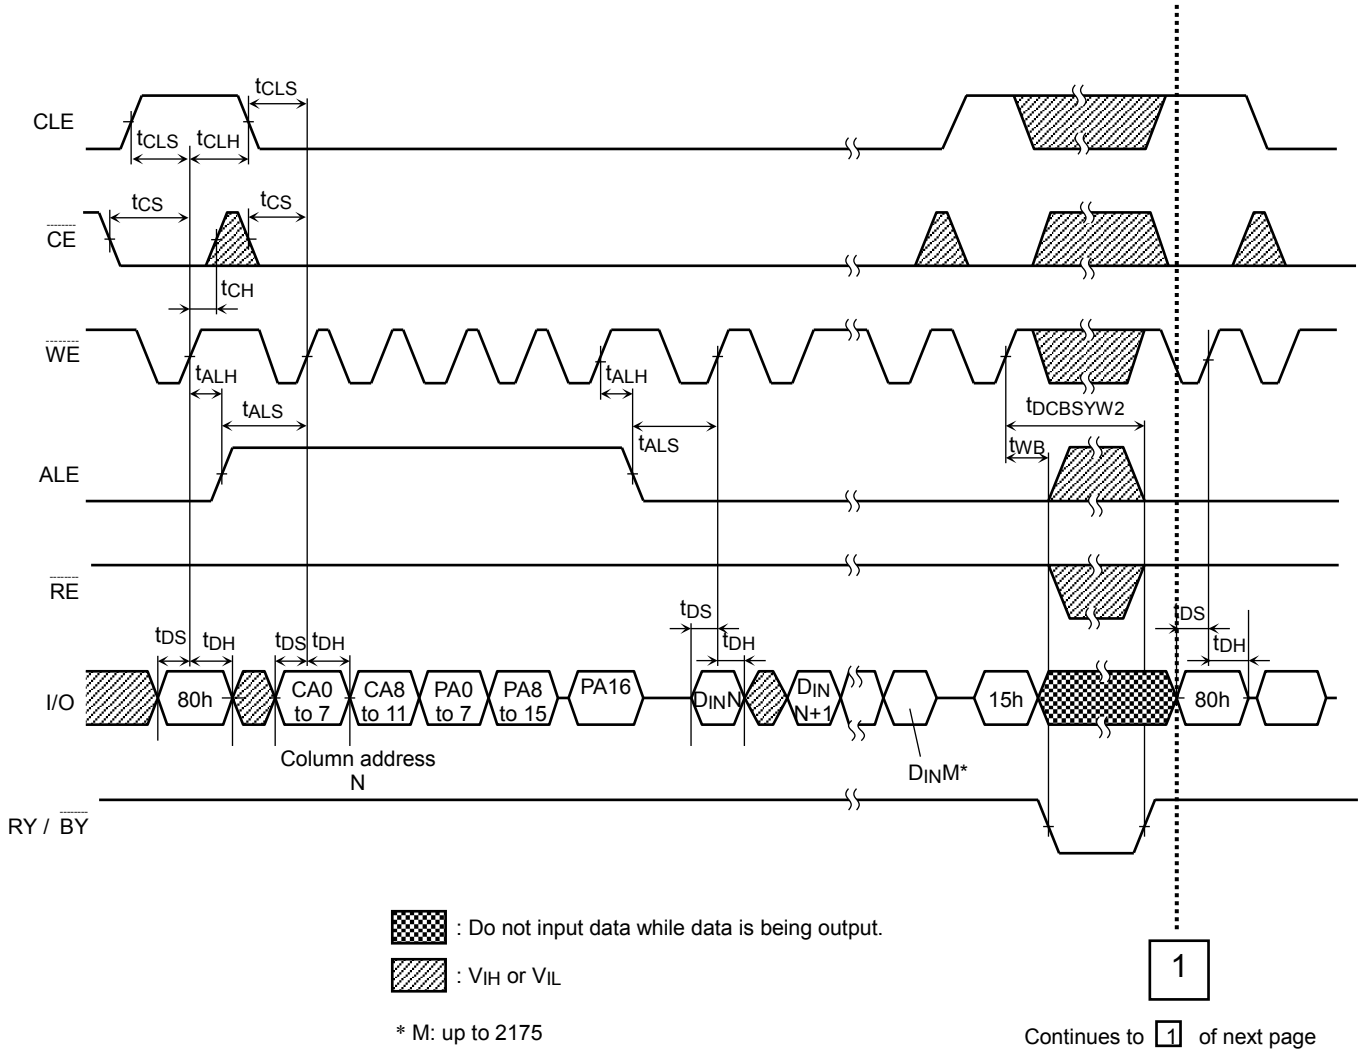 tCLS
CLE
tCLS tCLH
tCS tCS
CE
tCH
WE
tALH tALH
tDCBSYW2
tALS tALS
tWB
ALE
RE
tDS tDH tDS tDH tDS tDH tDS tDH
I/O
80h
CA0 to 7
CA8 to 11
PA0 to 7
PA8 to 15
PA16
DINN
DIN N+1
15h
80h
Column address
N
DINM*
RY / BY
: Do not input data while data is being output.
: VIH or VIL
1
* M: up to 2175
Continues to 1 of next page